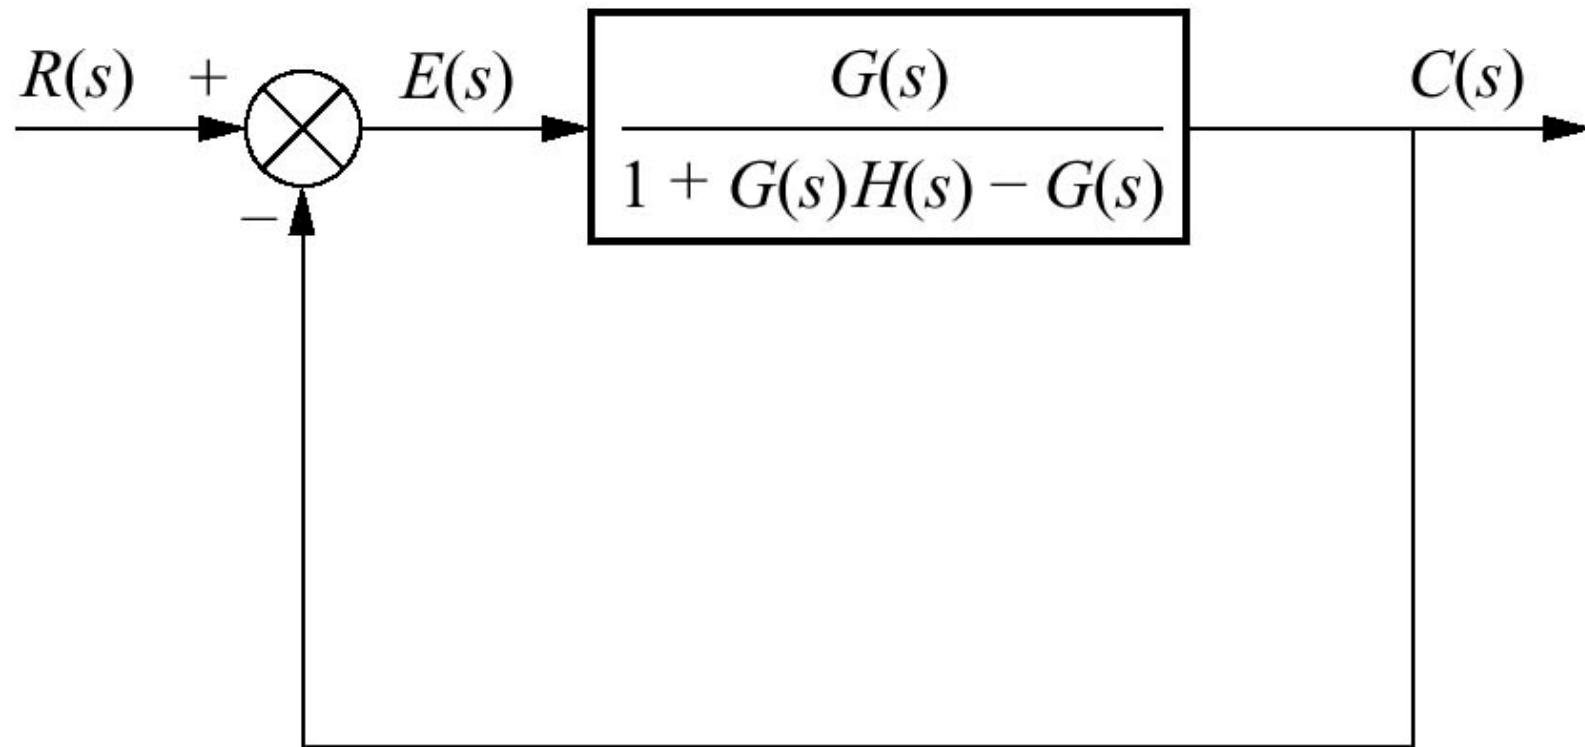 R(s) + E(s) G(s) C(s)
1 + G(s)H(s) − G(s)
−